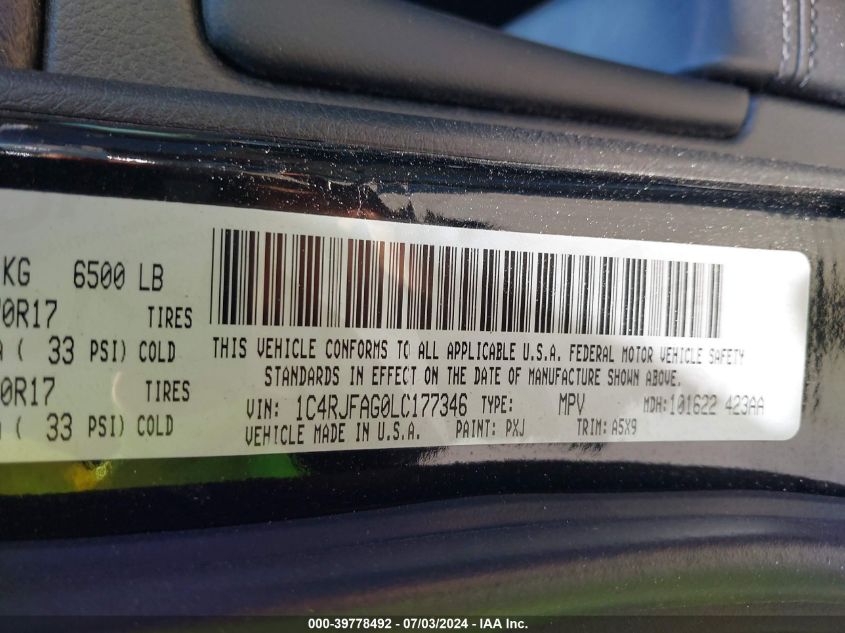 KG 6500 LB
0R17 TIRES
( 33 PSI) COLD
0R17 TIRES
( 33 PSI) COLD
THIS VEHICLE CONFORMS TO ALL APPLICABLE U.S.A. FEDERAL MOTOR VEHICLE SAFETY
STANDARDS IN EFFECT ON THE DATE OF MANUFACTURE SHOWN ABOVE.
VIN: 1C4RJFAG0LC177346 TYPE: MPV MDH: 101622 423AA
VEHICLE MADE IN U.S.A. PAINT: PXJ TRIM: A5X9
000-39778492 - 07/03/2024 - IAA Inc.